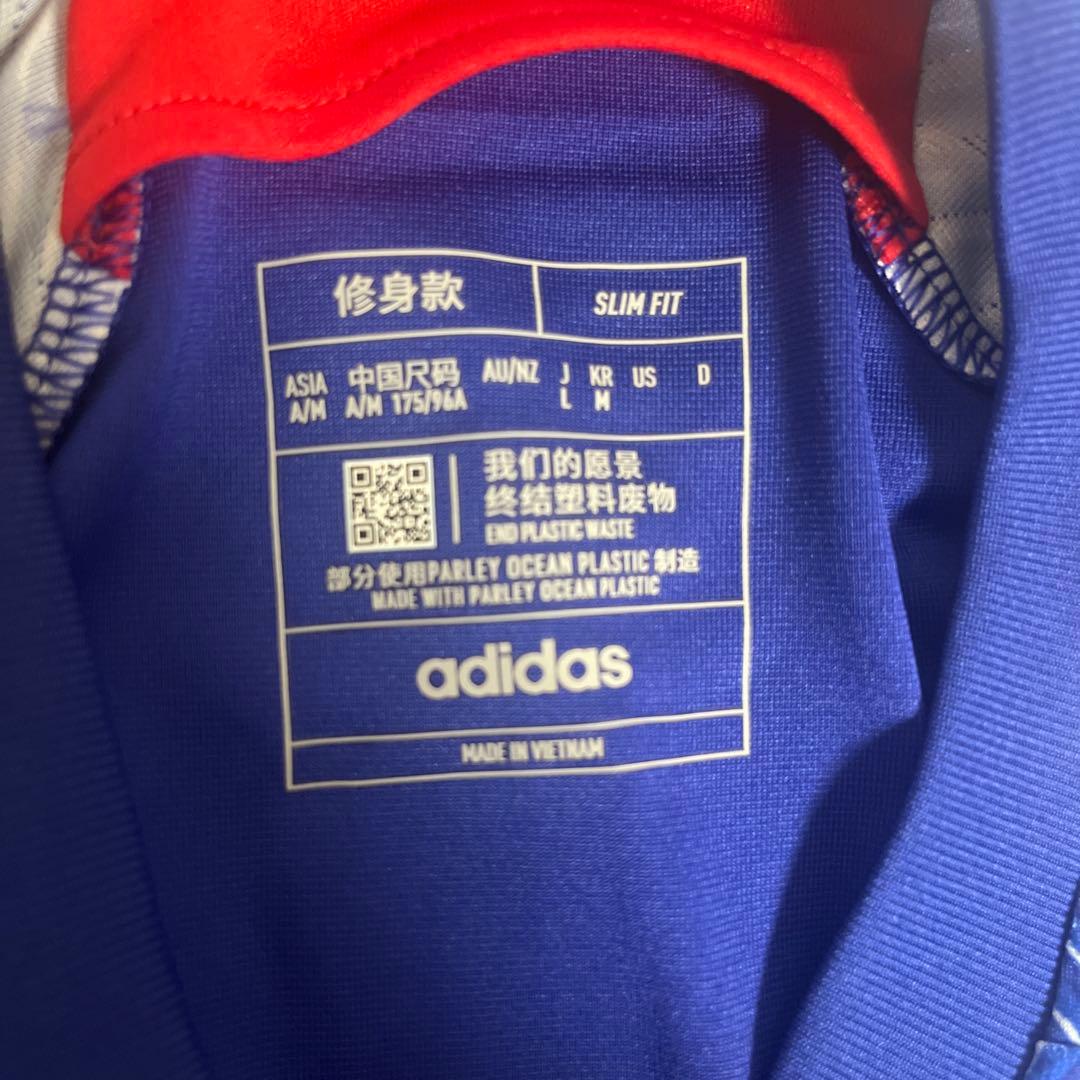 修身款 SLIM FIT
ASIA 中国尺码 AU/NZ J KR US D
A/M A/M 175/96A L M
我们的愿景
终结塑料废物
END PLASTIC WASTE
部分使用PARLEY OCEAN PLASTIC 制造
MADE WITH PARLEY OCEAN PLASTIC
adidas
MADE IN VIETNAM